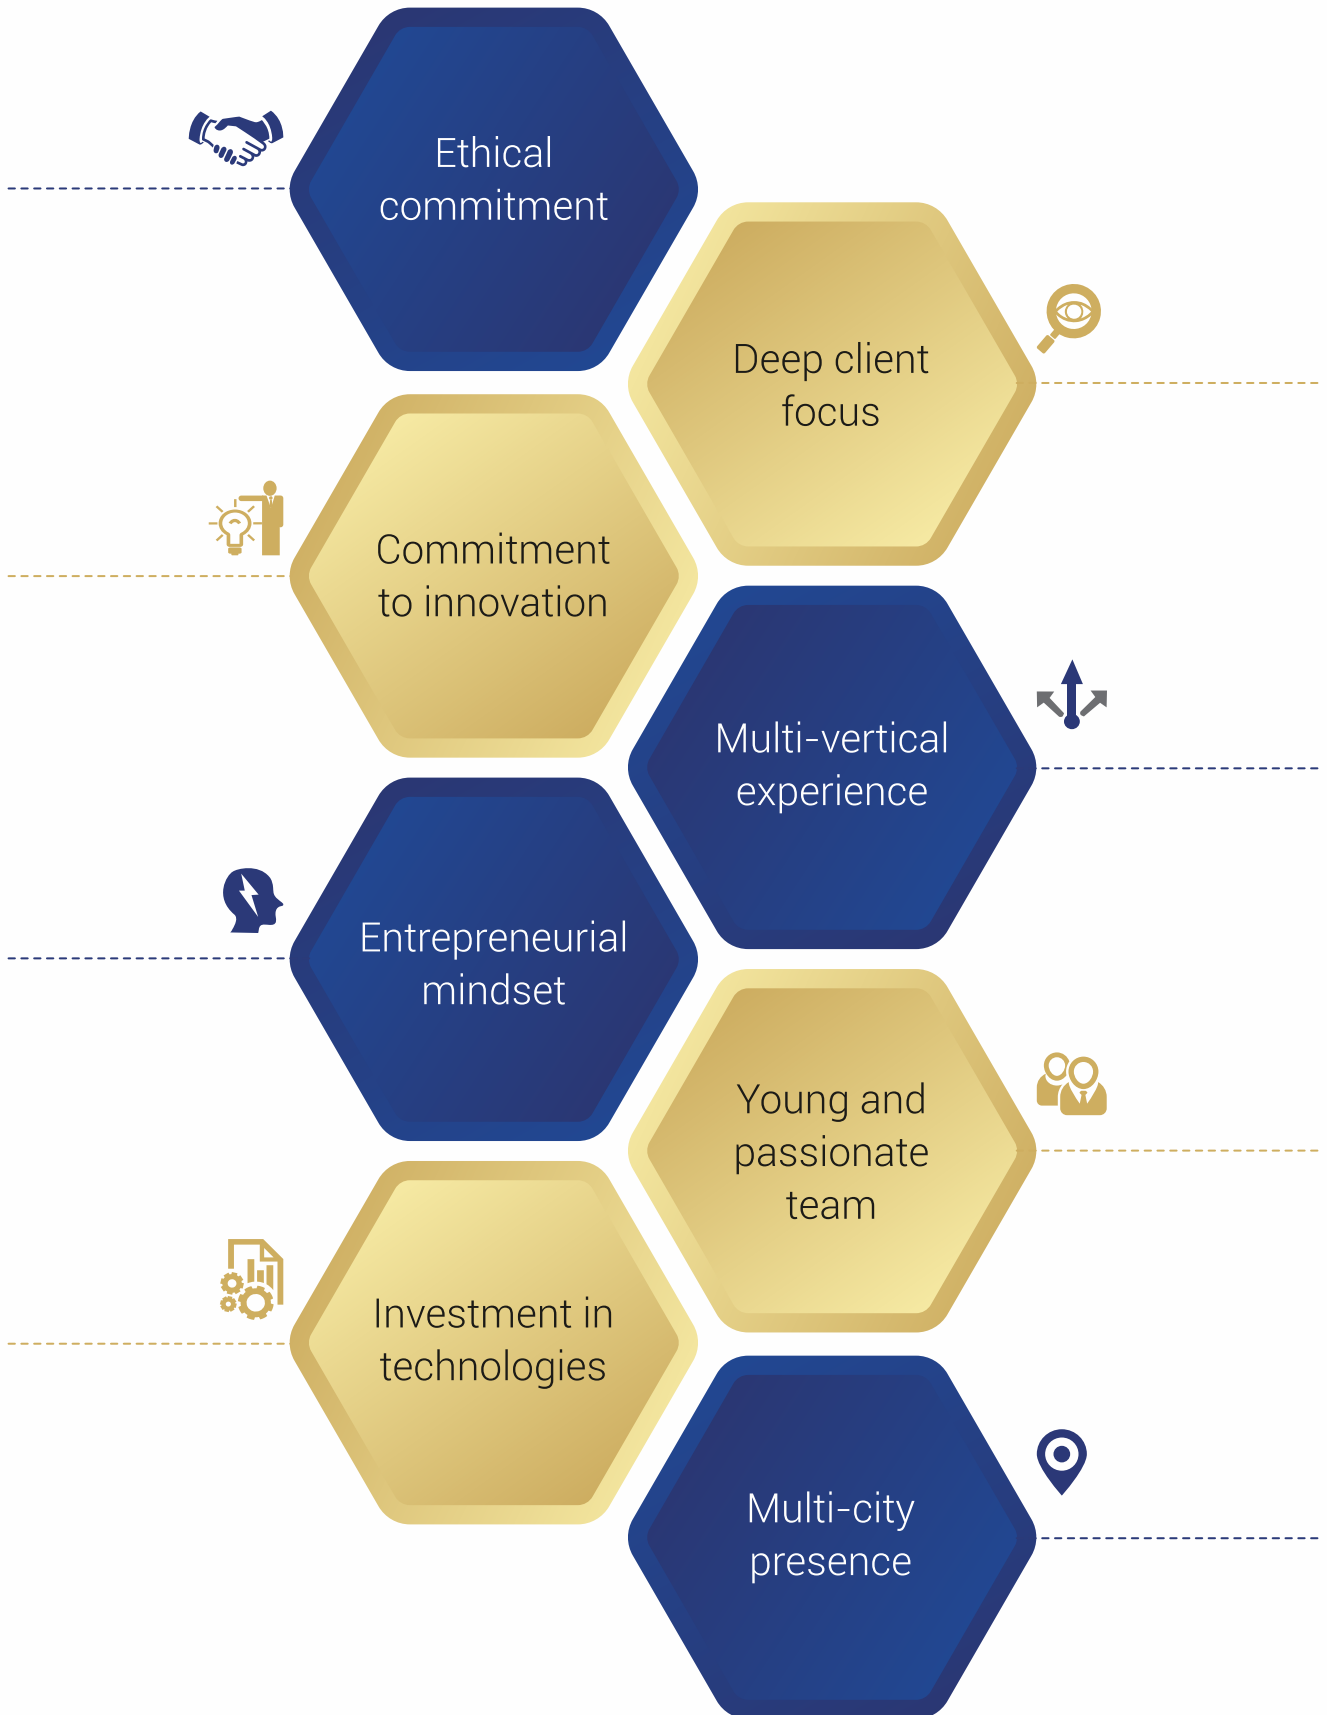 Ethical
commitment
Deep client
focus
Commitment
to innovation
Multi-vertical
experience
Entrepreneurial
mindset
Young and
passionate
team
Investment in
technologies
Multi-city
presence